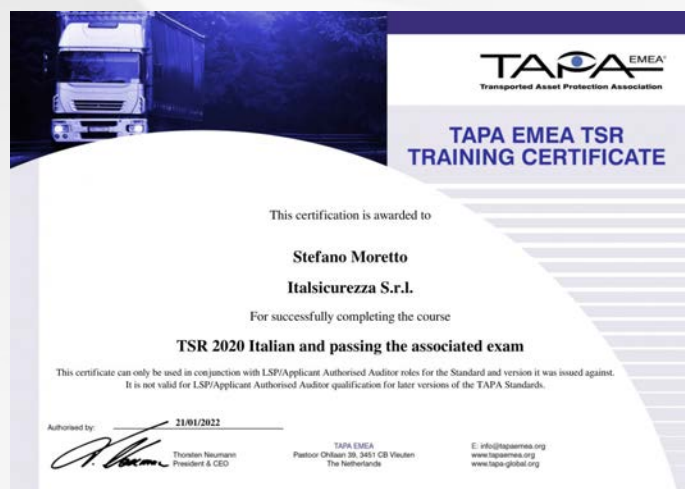 TAPA EMEA®
Transported Asset Protection Association
TAPA EMEA TSR
TRAINING CERTIFICATE
This certification is awarded to
Stefano Moretto
Italsicurezza S.r.l.
For successfully completing the course
TSR 2020 Italian and passing the associated exam
This certificate can only be used in conjunction with LSP/Applicant Authorised Auditor roles for the Standard and version it was issued against.
It is not valid for LSP/Applicant Authorised Auditor qualification for later versions of the TAPA Standards.
21/01/2022
Authorised by:
Thorsten Neumann
President & CEO
TAPA EMEA
Pastoor Ohllaan 39, 3451 CB Vleuten
The Netherlands
E: info@tapaemea.org
www.tapaemea.org
www.tapa-global.org